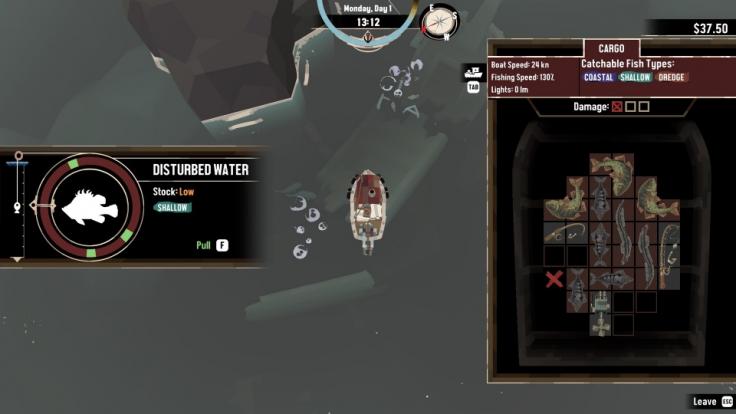 Monday, Day 1
13:12
E
S
W
$37.50
CARGO
Boat Speed: 24 kn
Fishing Speed: 130%
Lights: 0 lm
Catchable Fish Types:
COASTAL SHALLOW DREDGE
TAB
Damage:
DISTURBED WATER
Stock: Low
SHALLOW
Pull F
Leave ESC